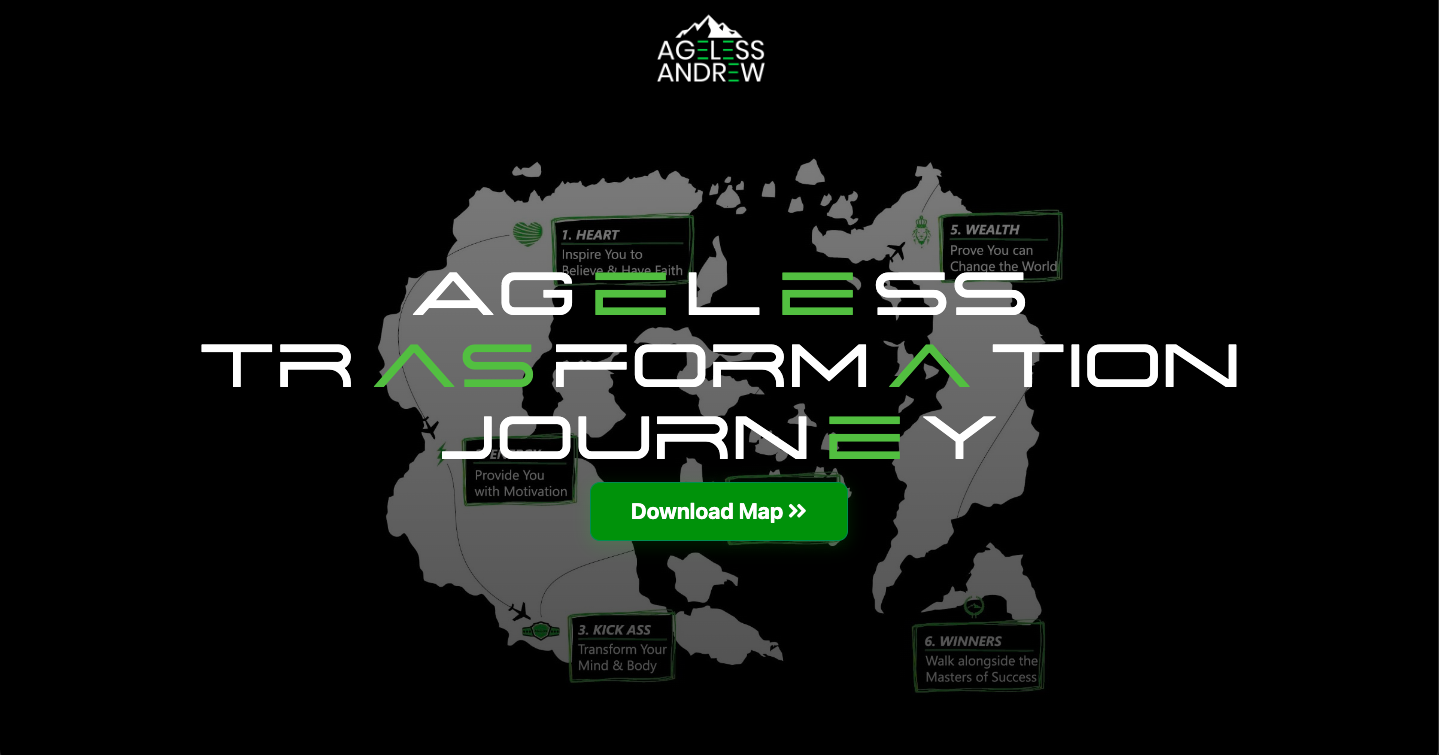 AGELESS
ANDREW
1. HEART
Inspire You to
Believe & Have Faith
5. WEALTH
Prove You can
Change the World
AGELESS
TRASFORMATION
JOURNEY
Provide You
with Motivation
Download Map »
3. KICK ASS
Transform Your
Mind & Body
6. WINNERS
Walk alongside the
Masters of Success